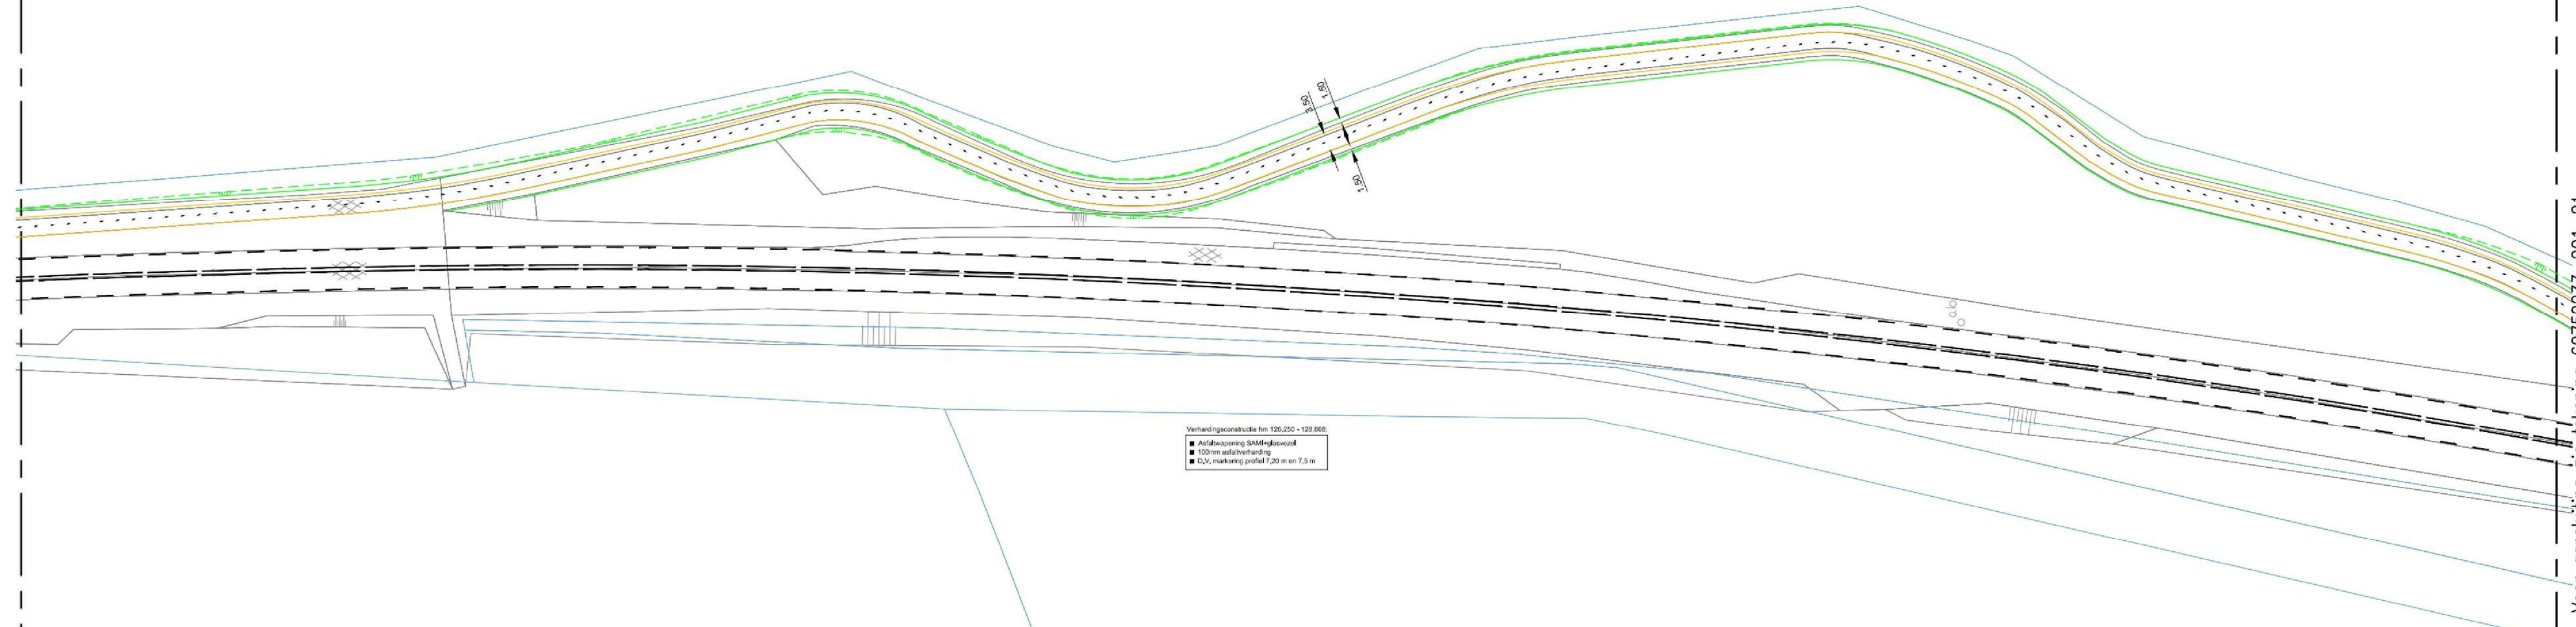 1.50
3.50
1.50
Verhardingsconstructie hm 126,250 - 128,868:
■ Asfaltwapening SAMI+glasvezel
■ 100mm asfaltverharding
■ D.V. markering profiel 7,20 m en 7,5 m